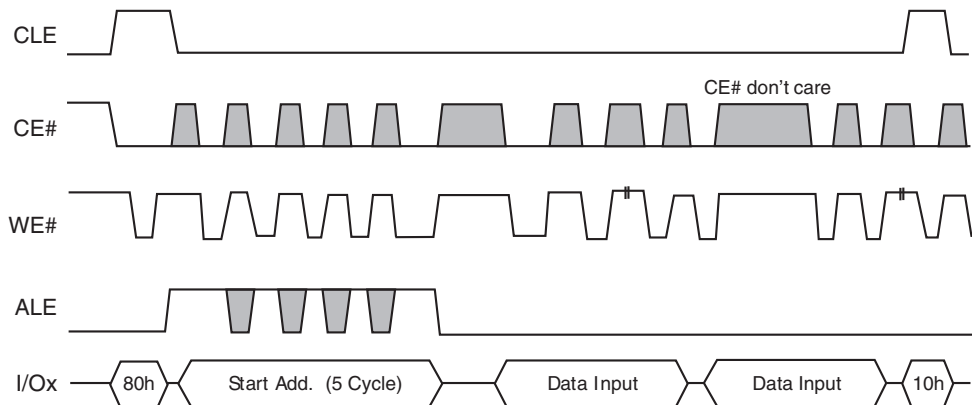 CLE
CE# don't care
CE#
WE#
ALE
I/Ox 80h Start Add. (5 Cycle) Data Input Data Input 10h